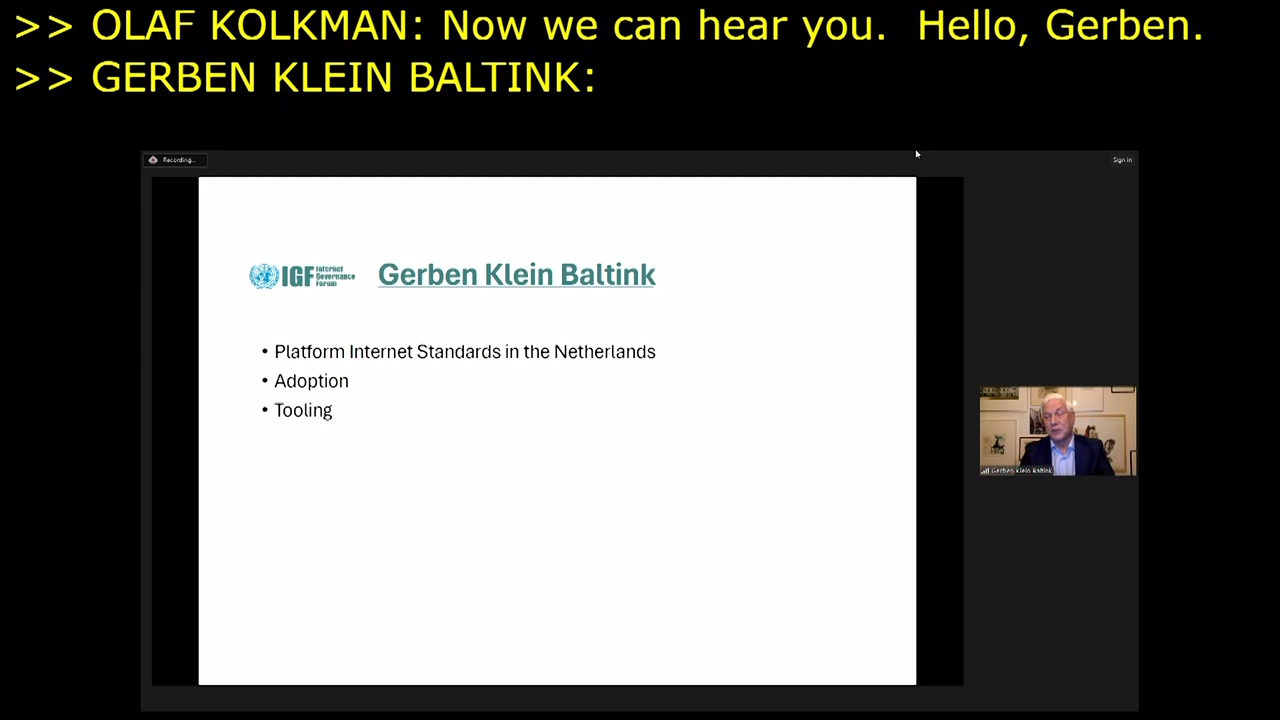 >> OLAF KOLKMAN: Now we can hear you.  Hello, Gerben.
>> GERBEN KLEIN BALTINK:
Recording...
Sign in
IGF Internet Governance Forum
Gerben Klein Baltink
• Platform Internet Standards in the Netherlands
• Adoption
• Tooling
Gerben Klein Baltink